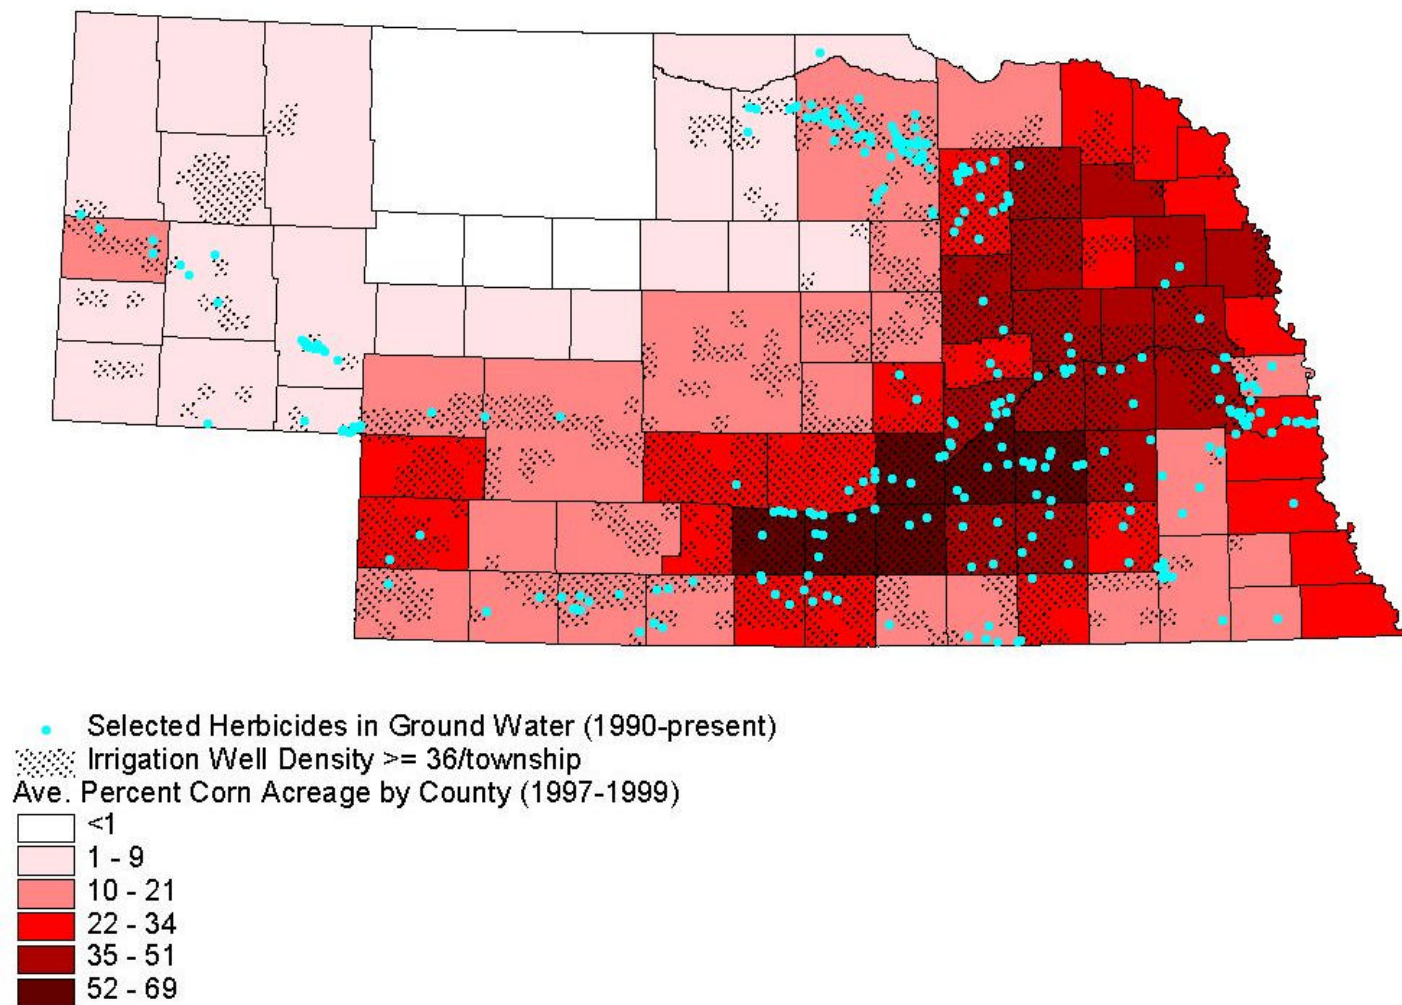 Selected Herbicides in Ground Water (1990-present)
Irrigation Well Density >= 36/township
Ave. Percent Corn Acreage by County (1997-1999)
<1
1 - 9
10 - 21
22 - 34
35 - 51
52 - 69